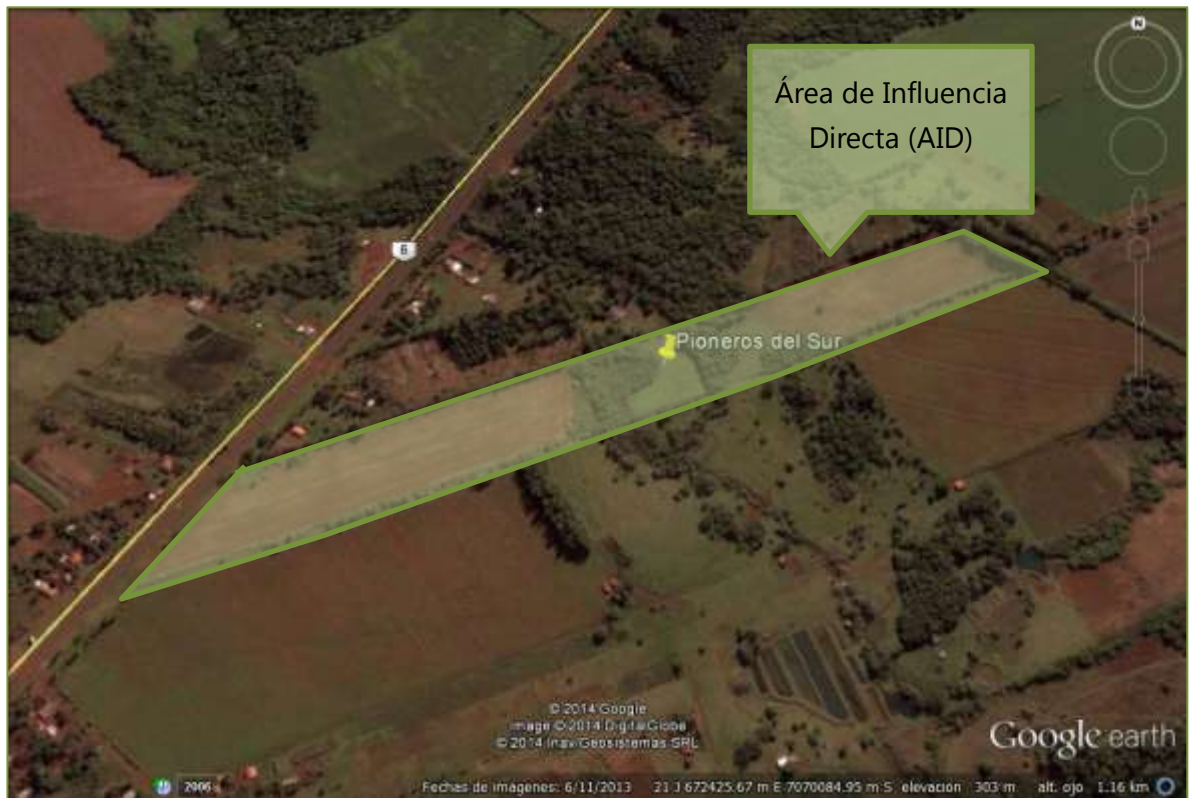 N
Área de Influencia
Directa (AID)
6
Pioneros del Sur
© 2014 Google
Image © 2014 DigitalGlobe
© 2014 Inav/Geosistemas SRL
Google earth
2006
Fechas de imágenes: 6/11/2013 21 J 672425.67 m E 7070084.95 m S elevación 303 m alt. ojo 1.16 km